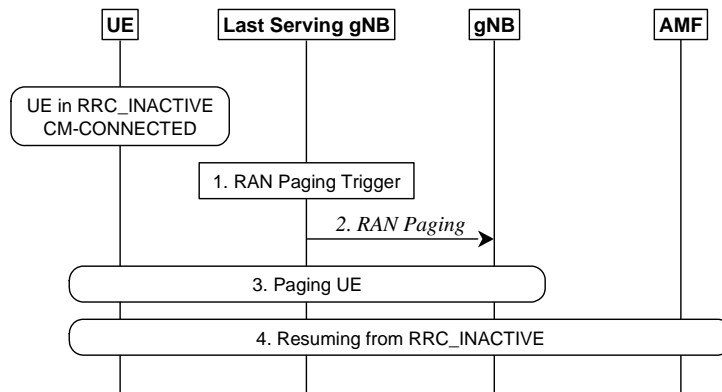 UE
Last Serving gNB
gNB
AMF
UE in RRC_INACTIVE
CM-CONNECTED
1. RAN Paging Trigger
2. RAN Paging
3. Paging UE
4. Resuming from RRC_INACTIVE